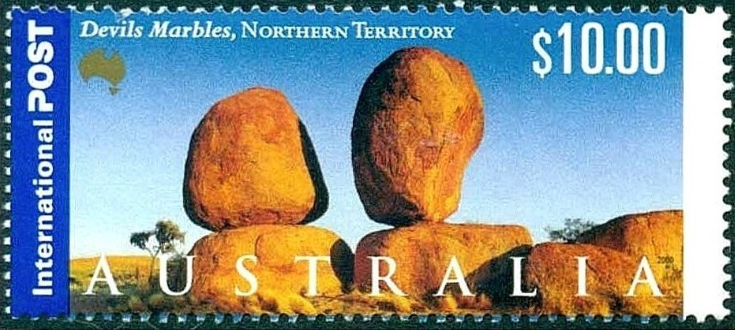 Devils Marbles, NORTHERN TERRITORY
$10.00
International POST
AUSTRALIA
2000